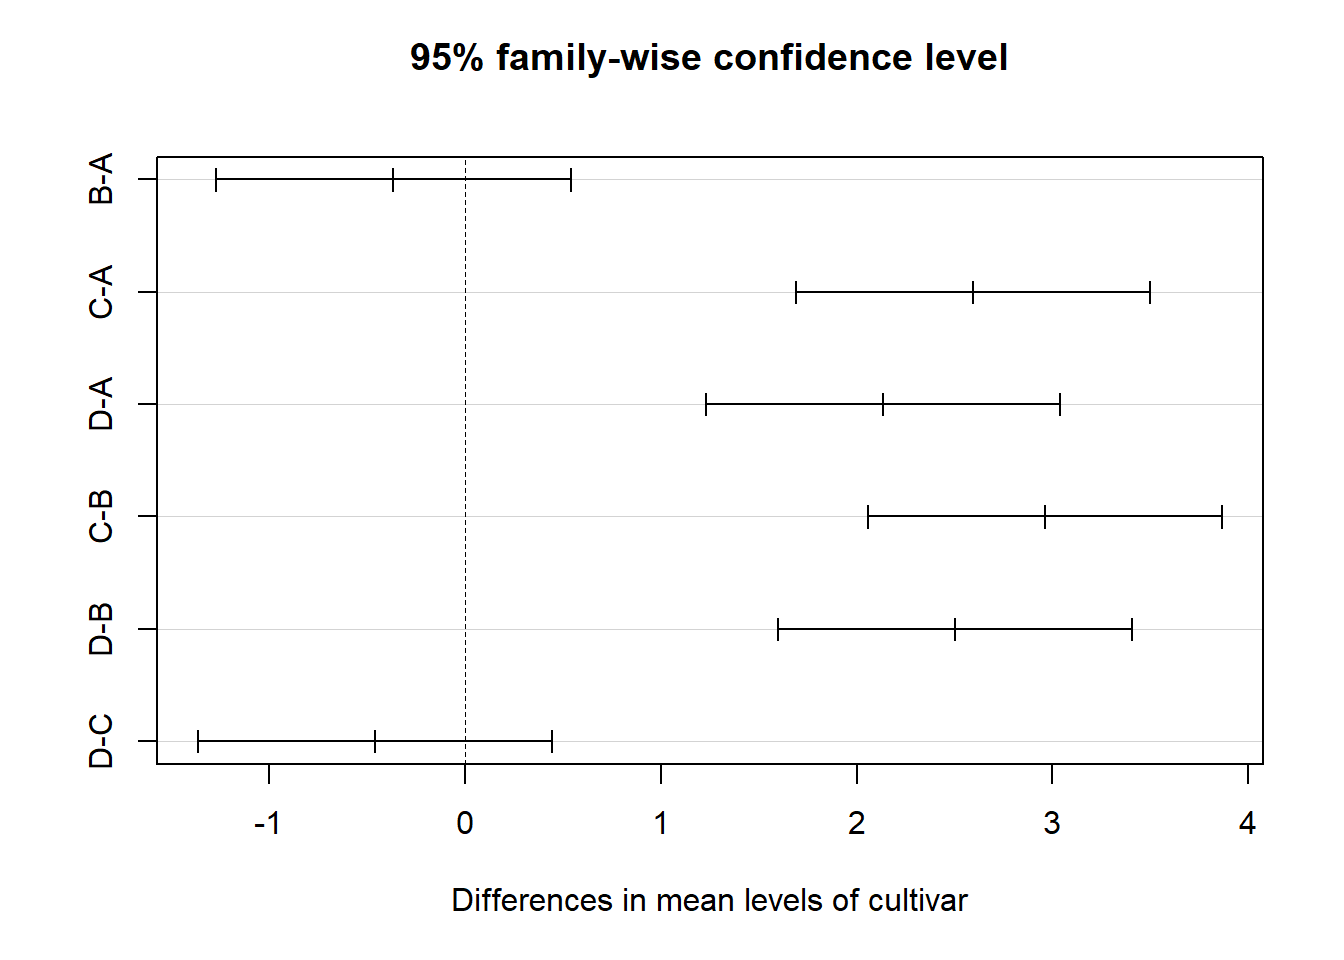 95% family-wise confidence level
B-A
C-A
D-A
C-B
D-B
D-C
-1 0 1 2 3 4
Differences in mean levels of cultivar